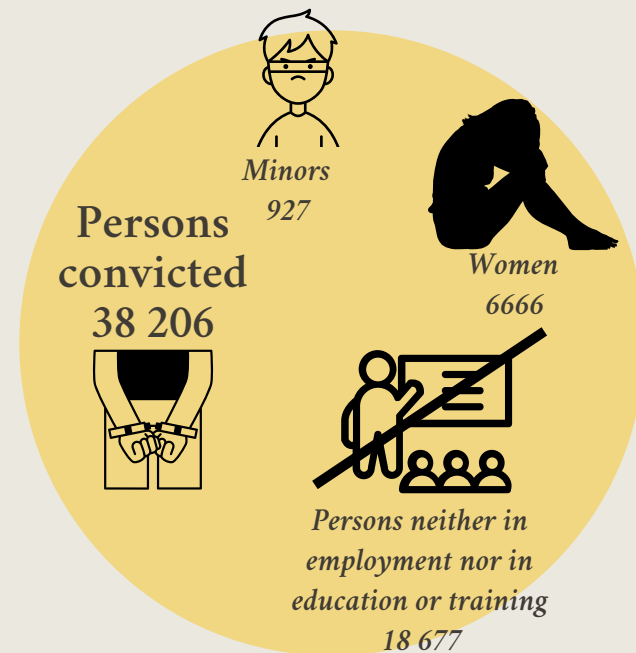 Minors
927
Persons
convicted
38 206
Women
6666
Persons neither in
employment nor in
education or training
18 677